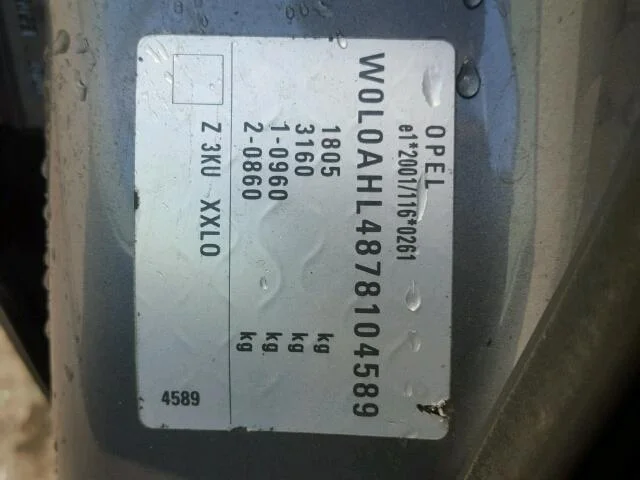 OPEL
e1*2001/116*0261
W0L0AHL4878104589
1805 kg
3160 kg
1-0960 kg
2-0860 kg
Z 3KU XXL0
4589